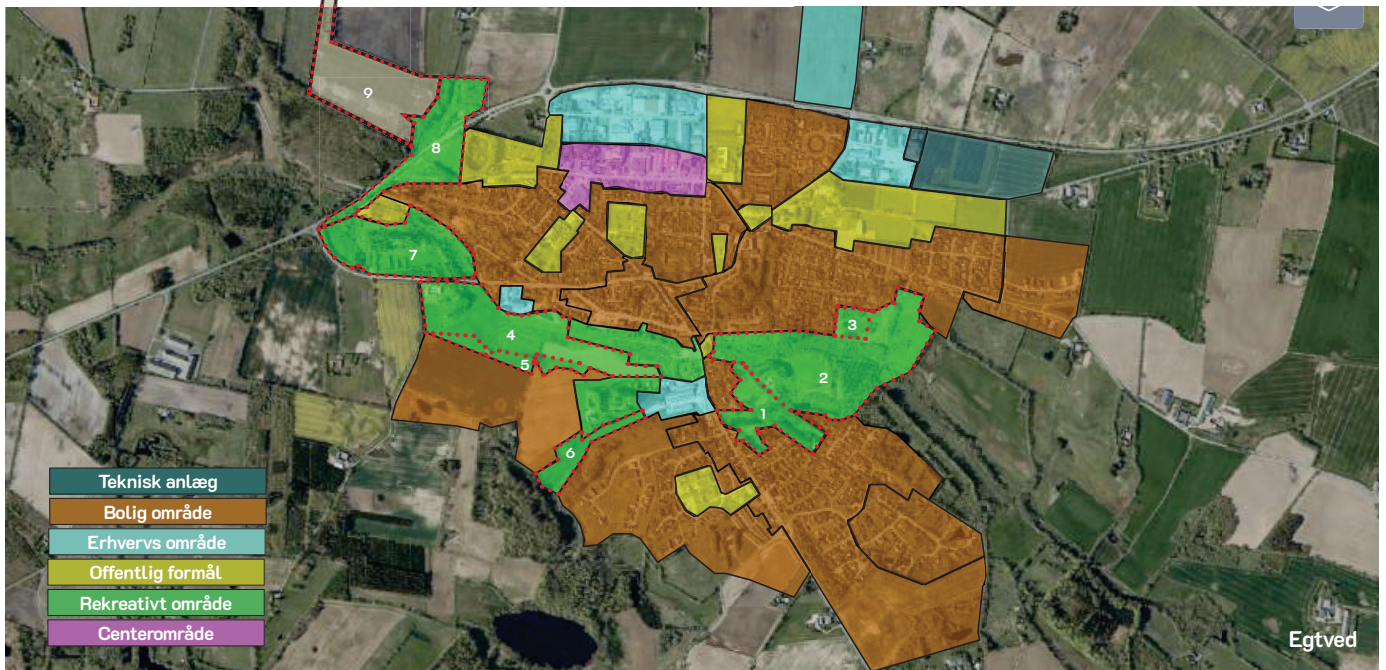 9
8
7
3
4
5
2
1
6
Teknisk anlæg
Bolig område
Erhvervs område
Offentlig formål
Rekreativt område
Centerområde
Egtved